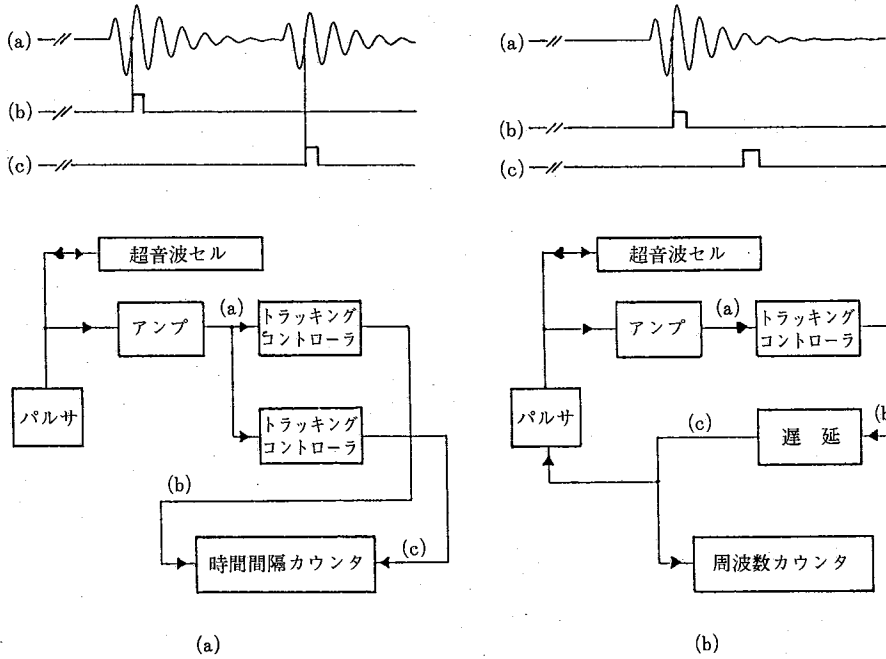 (a)
(b)
(c)
超音波セル
(a)
アンプ
トラッキング
コントローラ
パルサ
トラッキング
コントローラ
(b)
(c)
時間間隔カウンタ
(a)
(a)
(b)
(c)
超音波セル
(a)
アンプ
トラッキング
コントローラ
パルサ
(c)
遅 延
周波数カウンタ
(b)